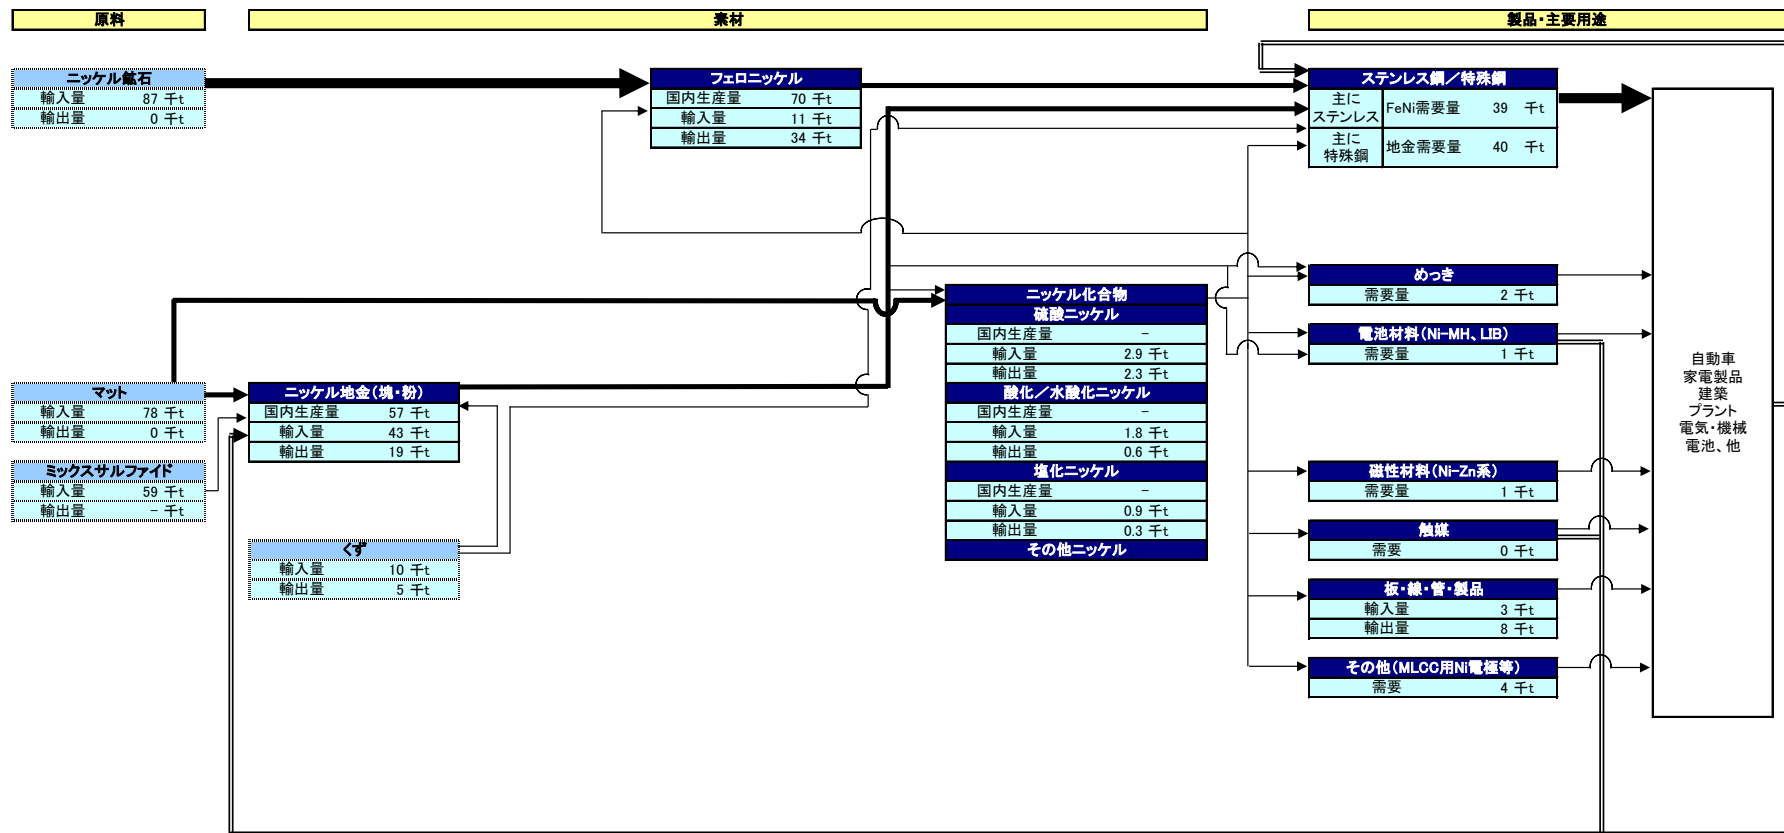 原料
素材
製品・主要用途
ニッケル鉱石
輸入量 87 千t
輸出量 0 千t
フェロニッケル
国内生産量 70 千t
輸入量 11 千t
輸出量 34 千t
ステンレス鋼／特殊鋼
主に
ステンレス
FeNi需要量 39 千t
主に
特殊鋼
地金需要量 40 千t
めっき
需要量 2 千t
ニッケル化合物
硫酸ニッケル
国内生産量 －
輸入量 2.9 千t
輸出量 2.3 千t
酸化／水酸化ニッケル
国内生産量 －
輸入量 1.8 千t
輸出量 0.6 千t
塩化ニッケル
国内生産量 －
輸入量 0.9 千t
輸出量 0.3 千t
その他ニッケル
電池材料(Ni-MH、LIB)
需要量 1 千t
マット
輸入量 78 千t
輸出量 0 千t
ニッケル地金(塊・粉)
国内生産量 57 千t
輸入量 43 千t
輸出量 19 千t
ミックスサルファイド
輸入量 59 千t
輸出量 － 千t
くず
輸入量 10 千t
輸出量 5 千t
磁性材料(Ni-Zn系)
需要量 1 千t
触媒
需要 0 千t
板・線・管・製品
輸入量 3 千t
輸出量 8 千t
その他(MLCC用Ni電極等)
需要 4 千t
自動車
家電製品
建築
プラント
電気・機械
電池、他